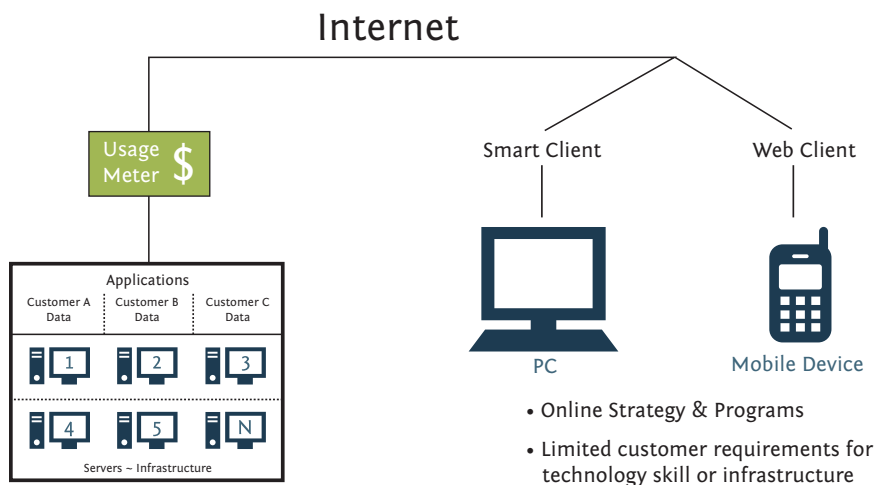 Internet
Usage
Meter $
Smart Client
Web Client
Applications
Customer A
Data
Customer B
Data
Customer C
Data
1
2
3
4
5
N
Servers ~ Infrastructure
PC
Mobile Device
• Online Strategy & Programs
• Limited customer requirements for
technology skill or infrastructure